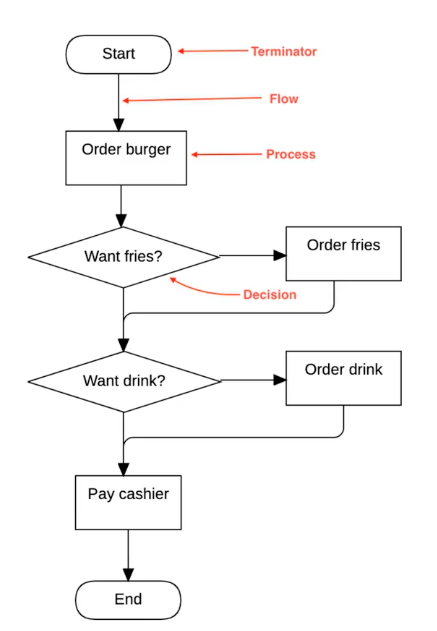 Start
Terminator
Flow
Order burger
Process
Want fries?
Order fries
Decision
Want drink?
Order drink
Pay cashier
End